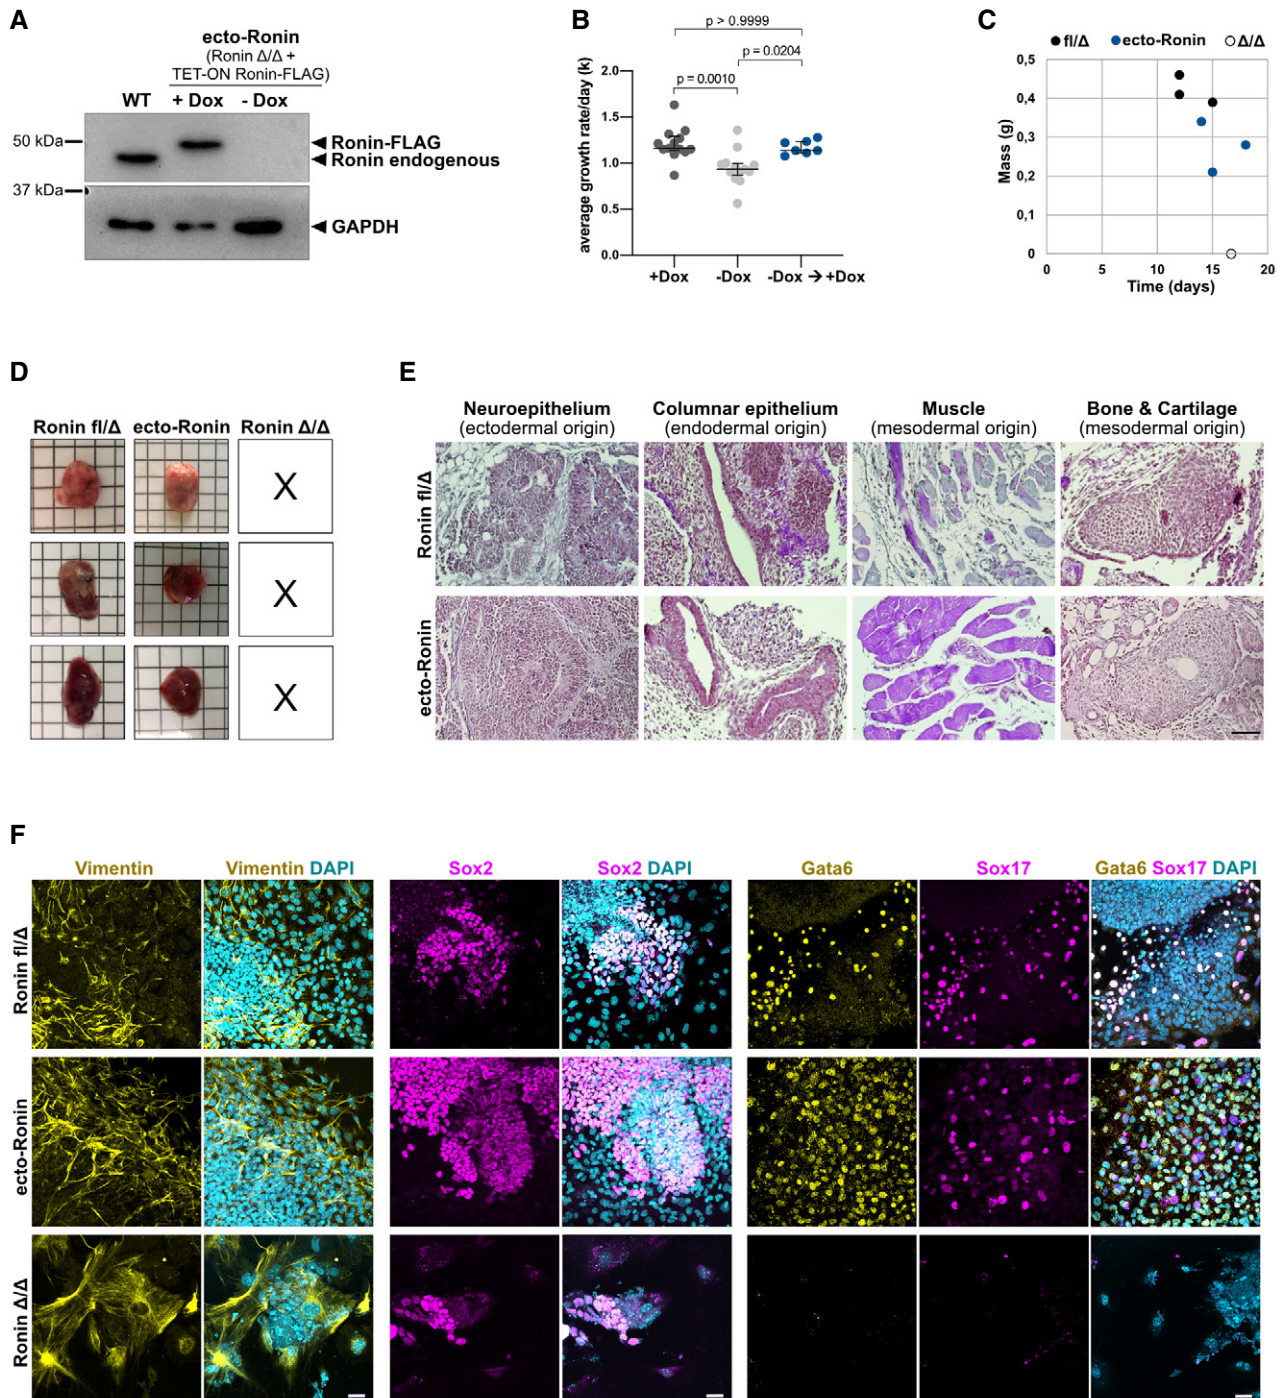 A
ecto-Ronin
(Ronin Δ/Δ +
TET-ON Ronin-FLAG)
WT + Dox - Dox
50 kDa
Ronin-FLAG
Ronin endogenous
37 kDa
GAPDH
B
p > 0.9999
p = 0.0204
p = 0.0010
average growth rate/day (k)
2.0
1.5
1.0
0.5
0.0
+Dox -Dox -Dox → +Dox
C
fl/Δ ecto-Ronin Δ/Δ
Mass (g)
0,5
0,4
0,3
0,2
0,1
0
0 5 10 15 20
Time (days)
D
Ronin fl/Δ ecto-Ronin Ronin Δ/Δ
X
X
X
E
Neuroepithelium Columnar epithelium Muscle Bone & Cartilage
(ectodermal origin) (endodermal origin) (mesodermal origin) (mesodermal origin)
Ronin fl/Δ
ecto-Ronin
F
Vimentin Vimentin DAPI Sox2 Sox2 DAPI Gata6 Sox17 Gata6 Sox17 DAPI
Ronin fl/Δ
ecto-Ronin
Ronin Δ/Δ